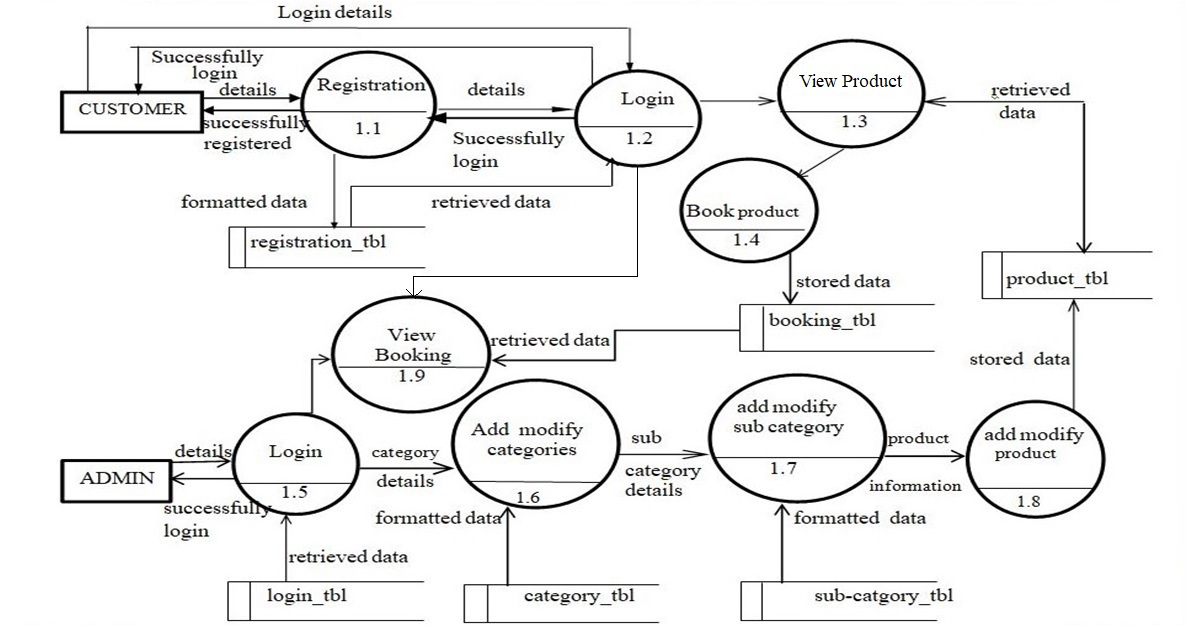 Login details
Successfully
login
details
CUSTOMER
successfully
registered
Registration
1.1
details
Successfully
login
Login
1.2
View Product
1.3
retrieved
data
formatted data
retrieved data
registration_tbl
Book product
1.4
stored data
product_tbl
booking_tbl
View
Booking
1.9
retrieved data
stored data
ADMIN
details
successfully
login
Login
1.5
category
details
Add modify
categories
1.6
sub
category
details
add modify
sub category
1.7
product
information
add modify
product
1.8
formatted data
formatted data
retrieved data
login_tbl
category_tbl
sub-catgory_tbl